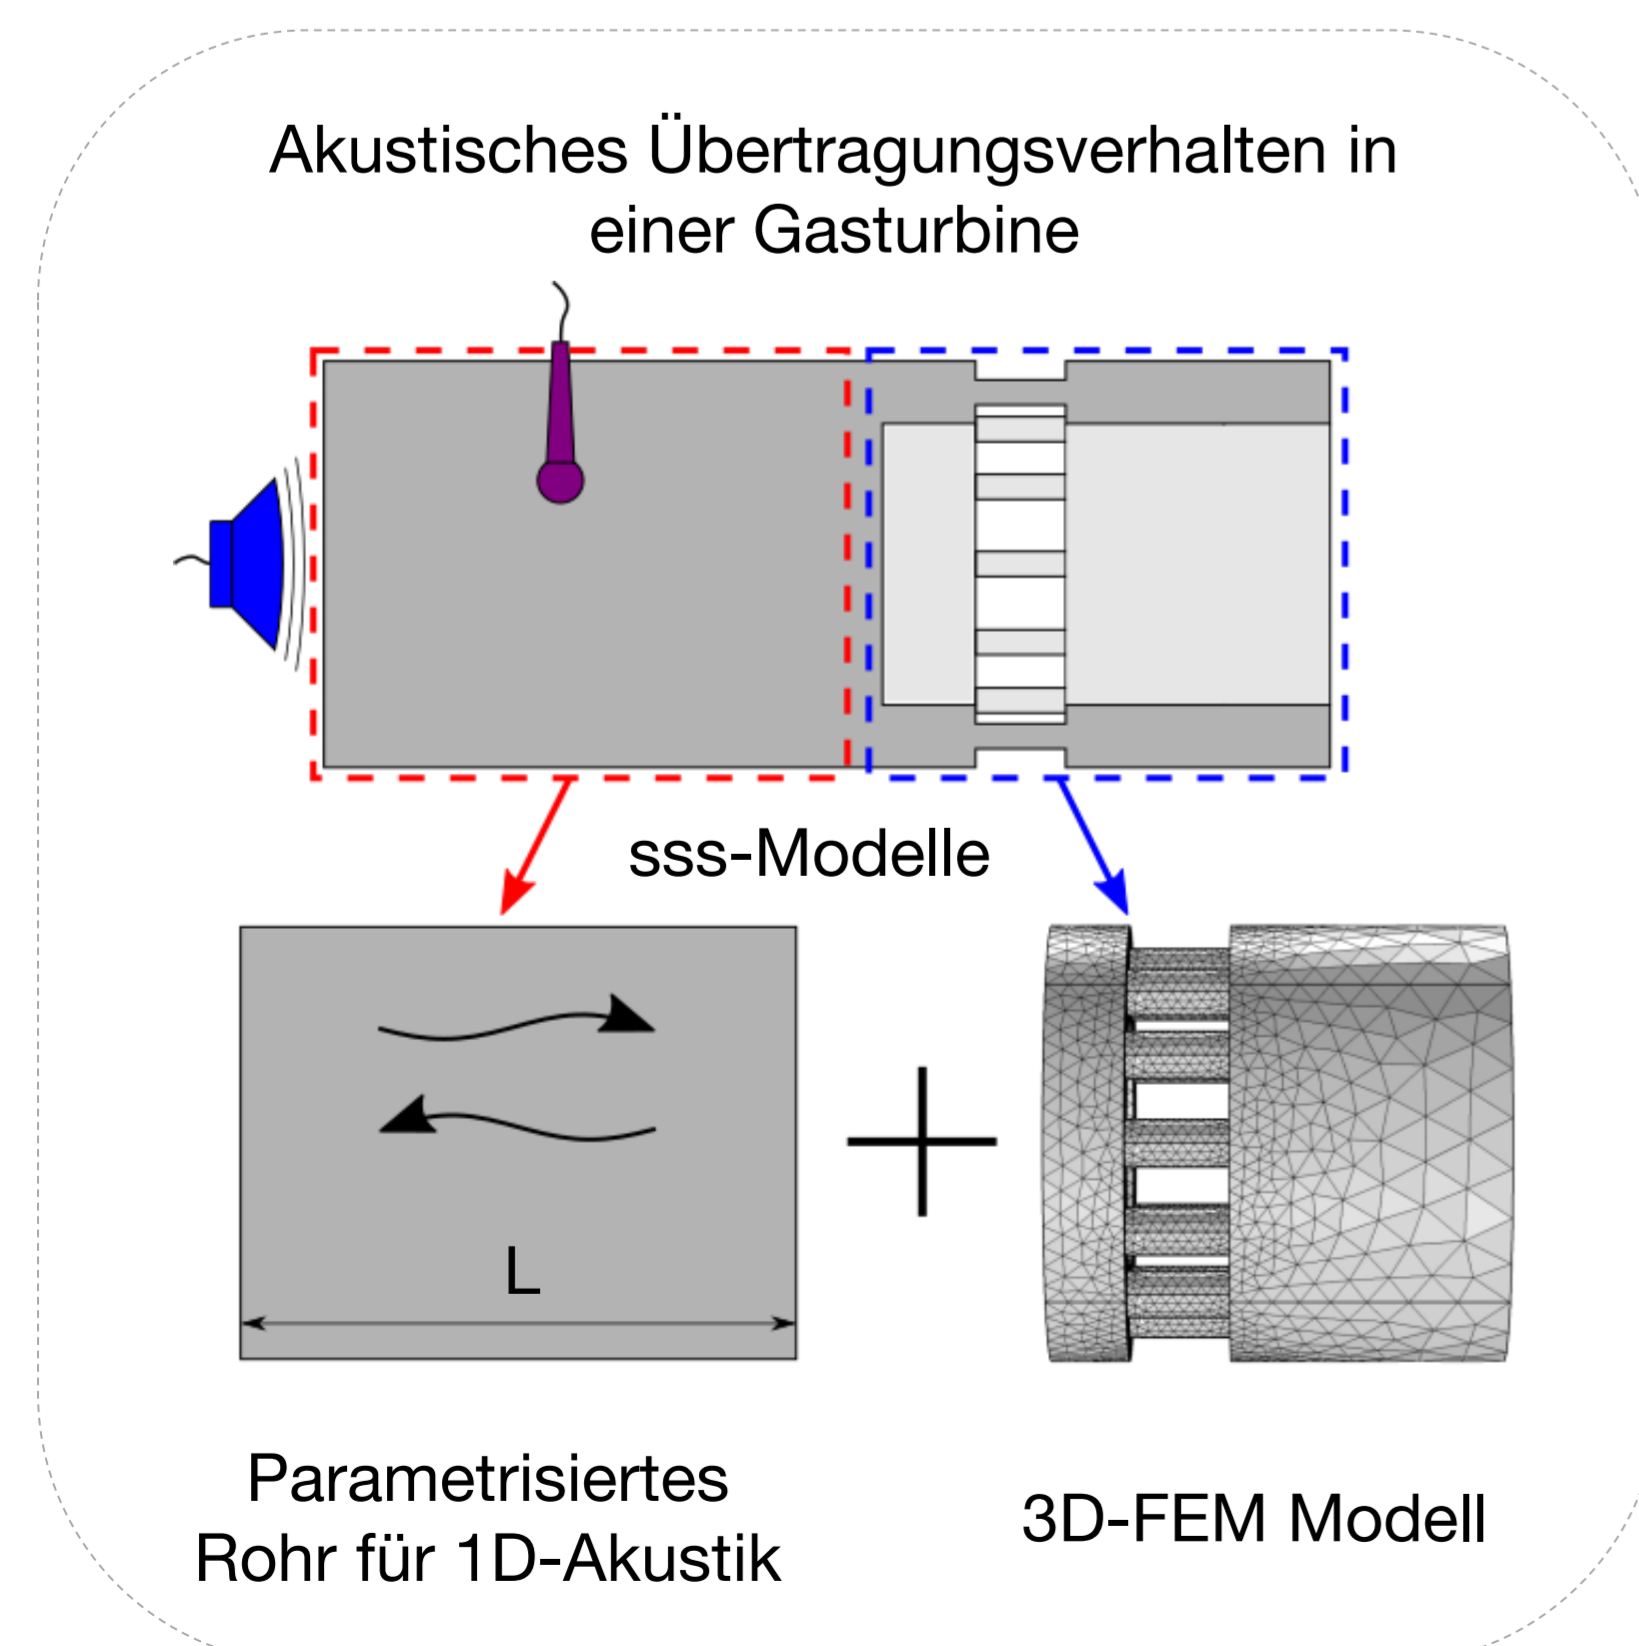 Akustisches Übertragungsverhalten in
einer Gasturbine
sss-Modelle
L
Parametrisiertes
Rohr für 1D-Akustik
3D-FEM Modell